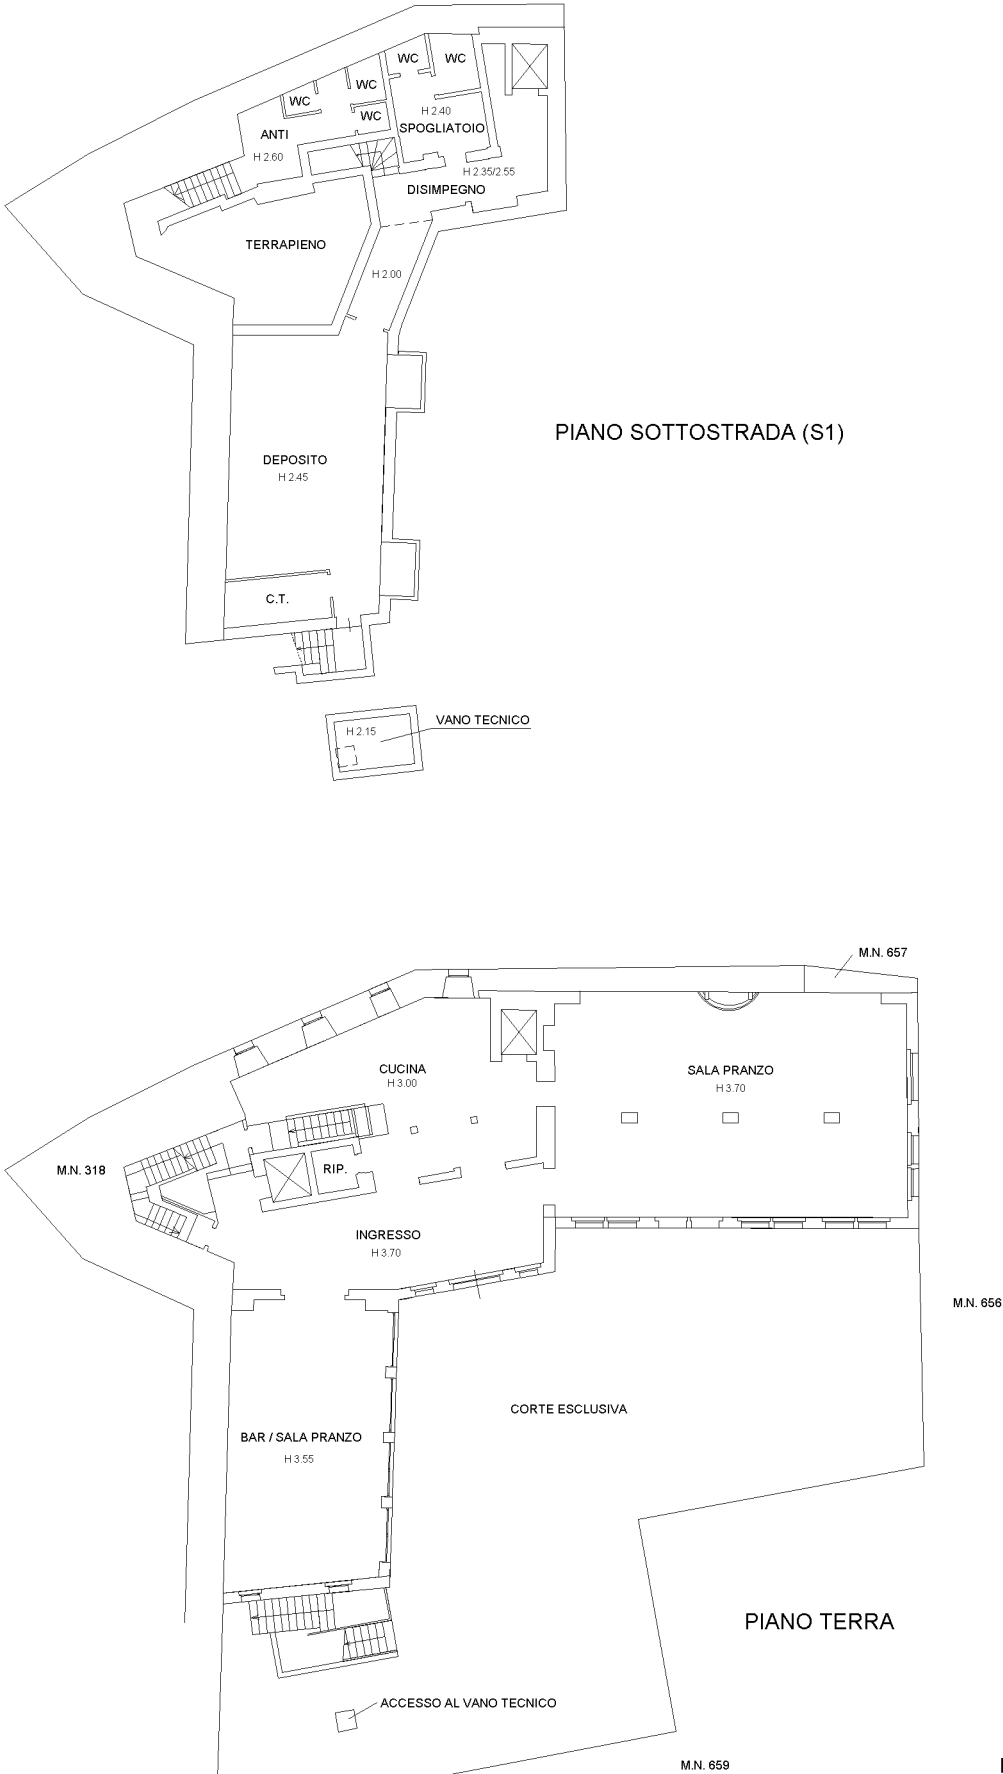 WC
WC
WC
WC
WC
H 2.40
SPOGLIATOIO
ANTI
H 2.60
H 2.35/2.55
DISIMPEGNO
TERRAPIENO
H 2.00
PIANO SOTTOSTRADA (S1)
DEPOSITO
H 2.45
C.T.
VANO TECNICO
H 2.15
M.N. 657
CUCINA
H 3.00
SALA PRANZO
H 3.70
M.N. 318
RIP.
INGRESSO
H 3.70
M.N. 656
CORTE ESCLUSIVA
BAR / SALA PRANZO
H 3.55
PIANO TERRA
ACCESSO AL VANO TECNICO
M.N. 659